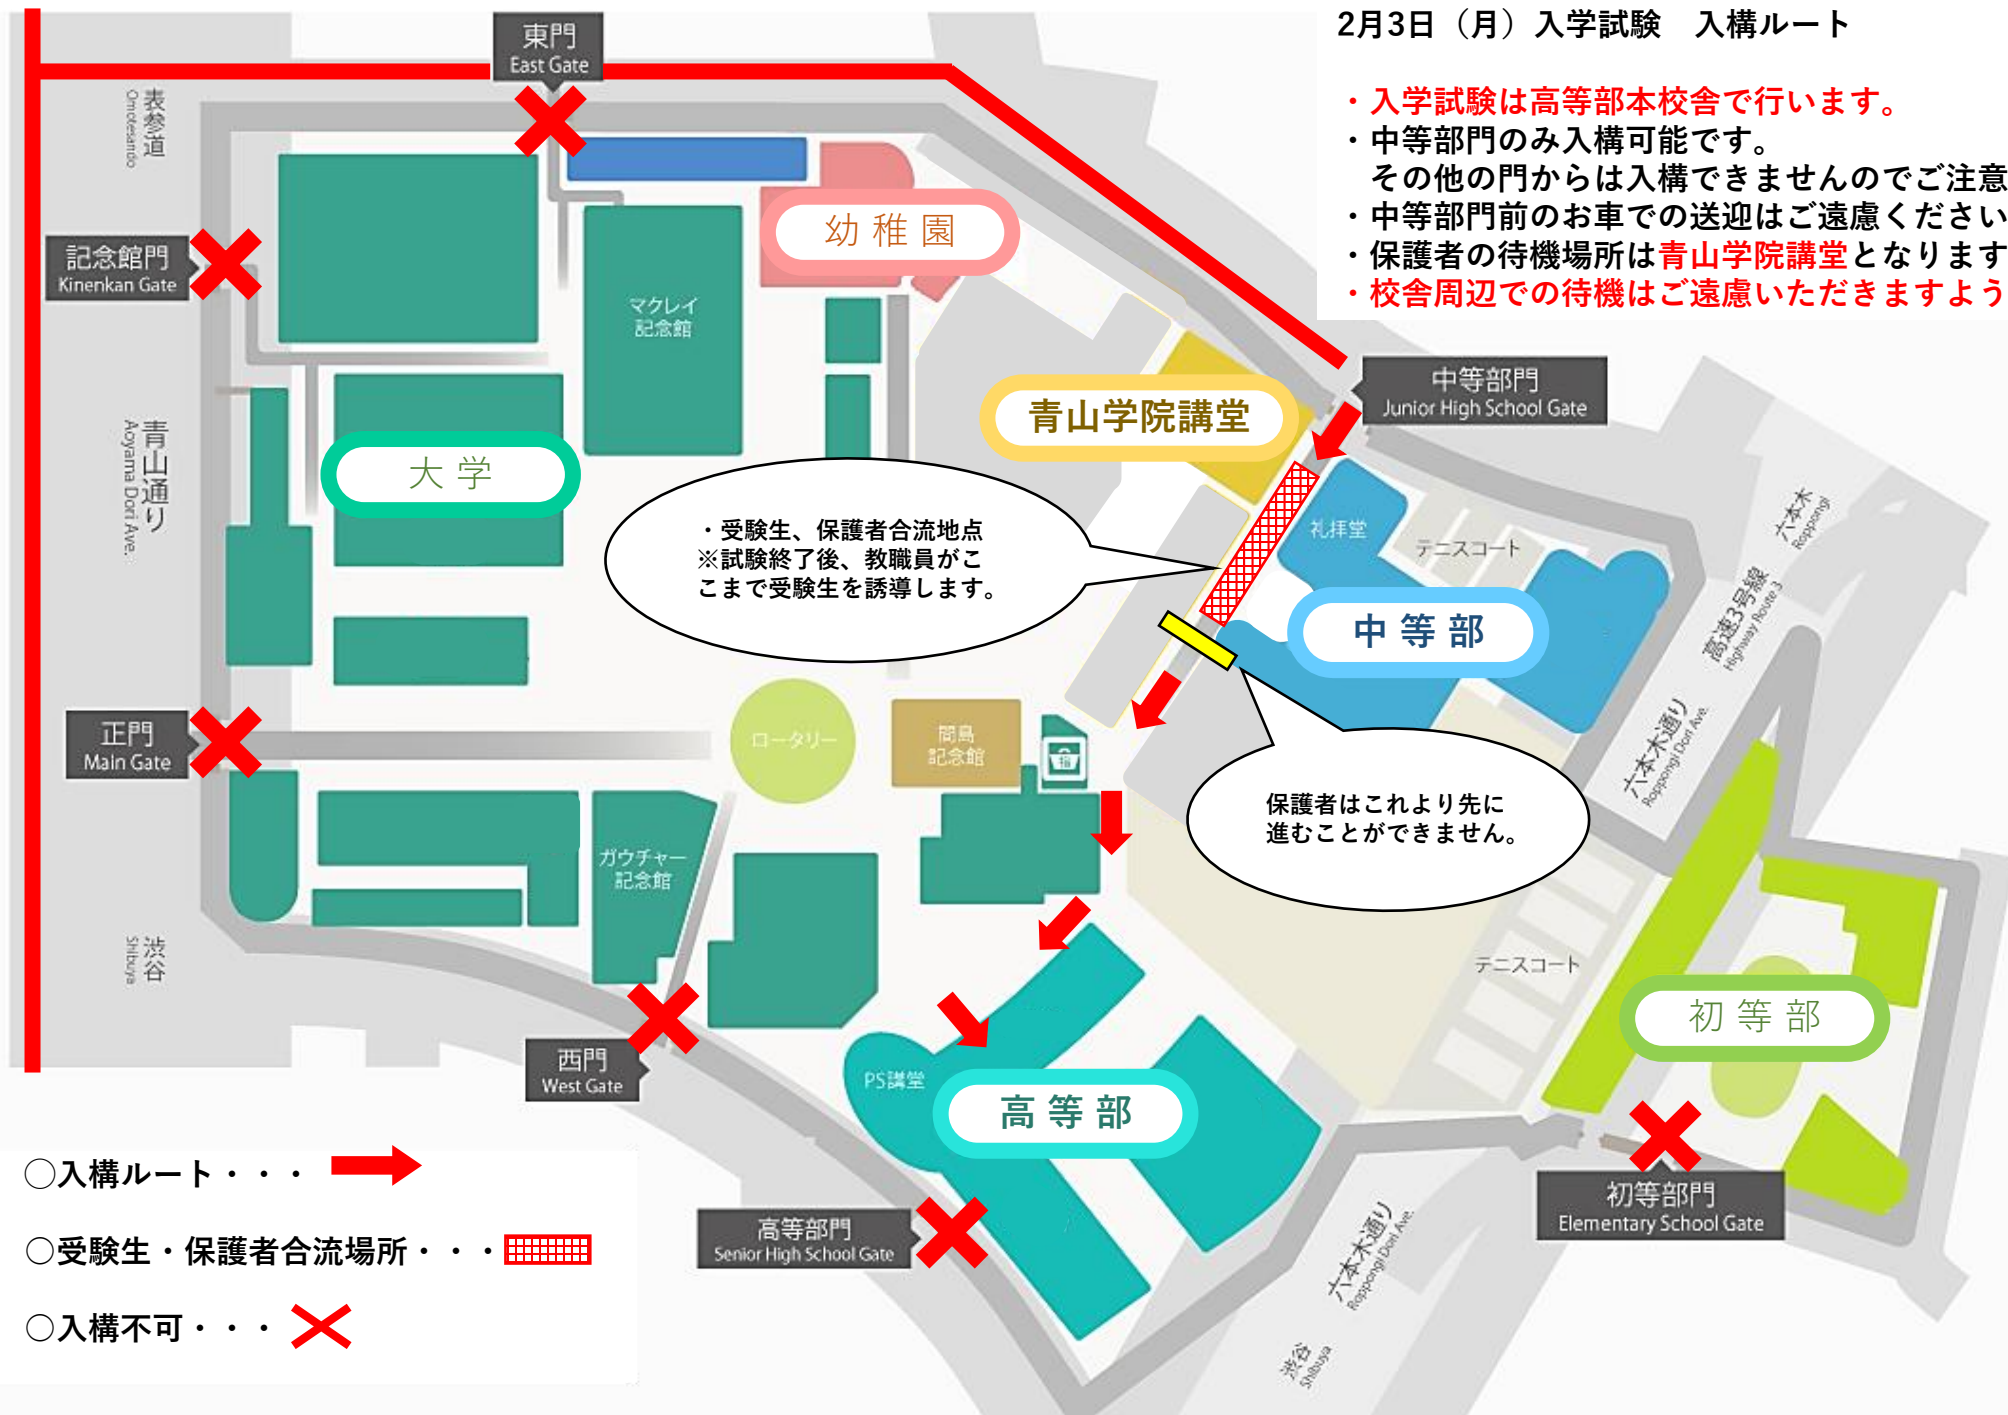 2月3日（月）入学試験　入構ルート
・入学試験は高等部本校舎で行います。
・中等部門のみ入構可能です。
その他の門からは入構できませんのでご注意
・中等部門前のお車での送迎はご遠慮ください
・保護者の待機場所は青山学院講堂となります
・校舎周辺での待機はご遠慮いただきますよう
東門
East Gate
表参道
Omotesando
記念館門
Kinenkan Gate
幼稚園
マクレイ
記念館
中等部門
Junior High School Gate
青山学院講堂
青山通り
Aoyama Dori Ave.
大学
・受験生、保護者合流地点
※試験終了後、教職員がこ
こまで受験生を誘導します。
礼拝堂
テニスコート
六本木
Roppongi
高速3号線
Highway Route 3
中等部
六本木通り
Roppongi Dori Ave.
正門
Main Gate
ロータリー
間島
記念館
保護者はこれより先に
進むことができません。
ガウチャー
記念館
渋谷
Shibuya
テニスコート
初等部
西門
West Gate
PS講堂
高等部
初等部門
Elementary School Gate
高等部門
Senior High School Gate
六本木通り
Roppongi Dori Ave.
渋谷
Shibuya
○入構ルート・・・
○受験生・保護者合流場所・・・
○入構不可・・・